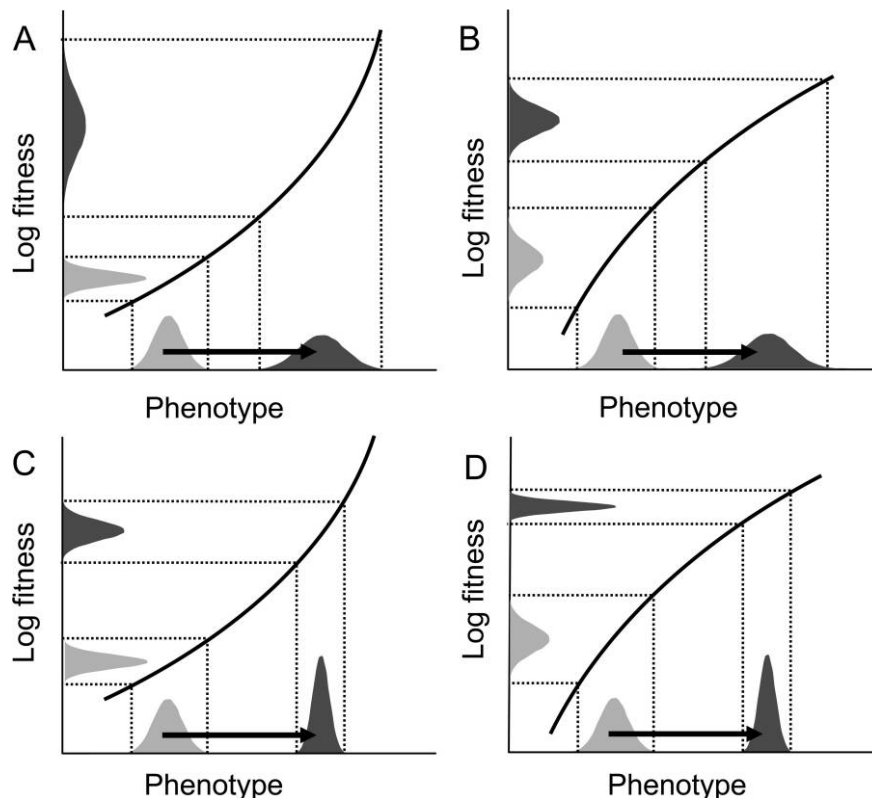 A
Log fitness
Phenotype
B
Log fitness
Phenotype
C
Log fitness
Phenotype
D
Log fitness
Phenotype